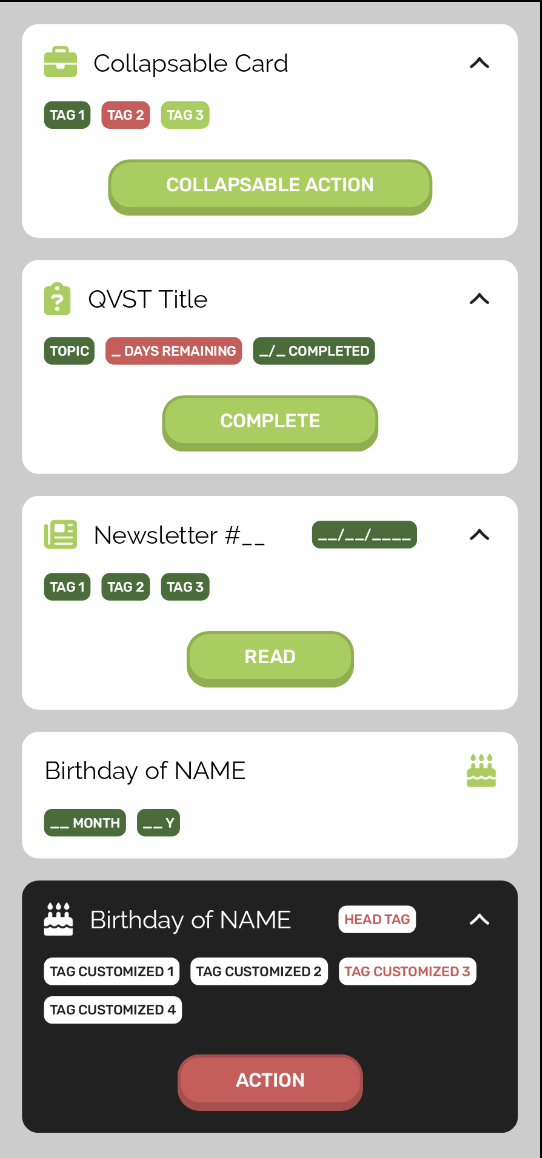 Collapsable Card
TAG 1 TAG 2 TAG 3
COLLAPSABLE ACTION
QVST Title
TOPIC _ DAYS REMAINING _/_ COMPLETED
COMPLETE
Newsletter #__ __/__/____
TAG 1 TAG 2 TAG 3
READ
Birthday of NAME
__ MONTH __ Y
Birthday of NAME HEAD TAG
TAG CUSTOMIZED 1 TAG CUSTOMIZED 2 TAG CUSTOMIZED 3
TAG CUSTOMIZED 4
ACTION